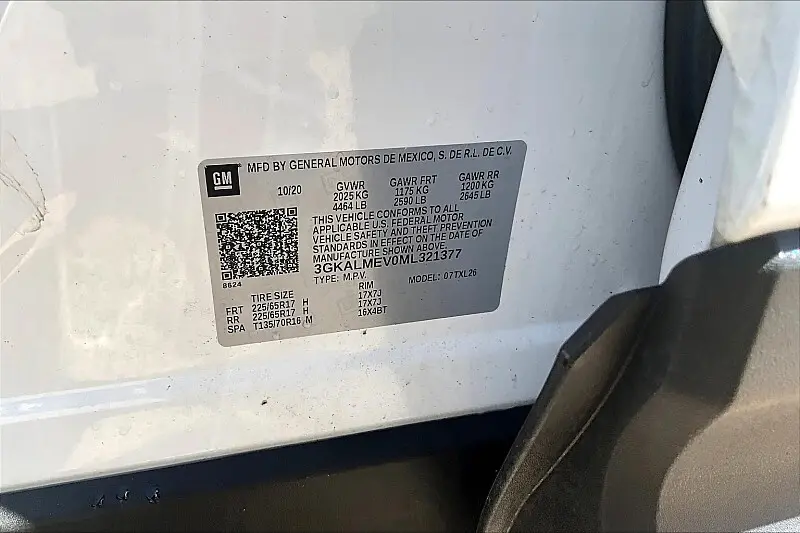 GM
MFD BY GENERAL MOTORS DE MEXICO, S. DE R.L. DE C.V.
10/20 GVWR GAWR FRT GAWR RR
2025 KG 1175 KG 1200 KG
4464 LB 2590 LB 2645 LB
THIS VEHICLE CONFORMS TO ALL
APPLICABLE U.S. FEDERAL MOTOR
VEHICLE SAFETY AND THEFT PREVENTION
STANDARDS IN EFFECT ON THE DATE OF
MANUFACTURE SHOWN ABOVE.
3GKALMEV0ML321377
8624 TYPE: M.P.V. MODEL: 07TXL26
TIRE SIZE RIM
FRT 225/65R17 H 17X7J
RR 225/65R17 H 17X7J
SPA T135/70R16 M 16X4BT